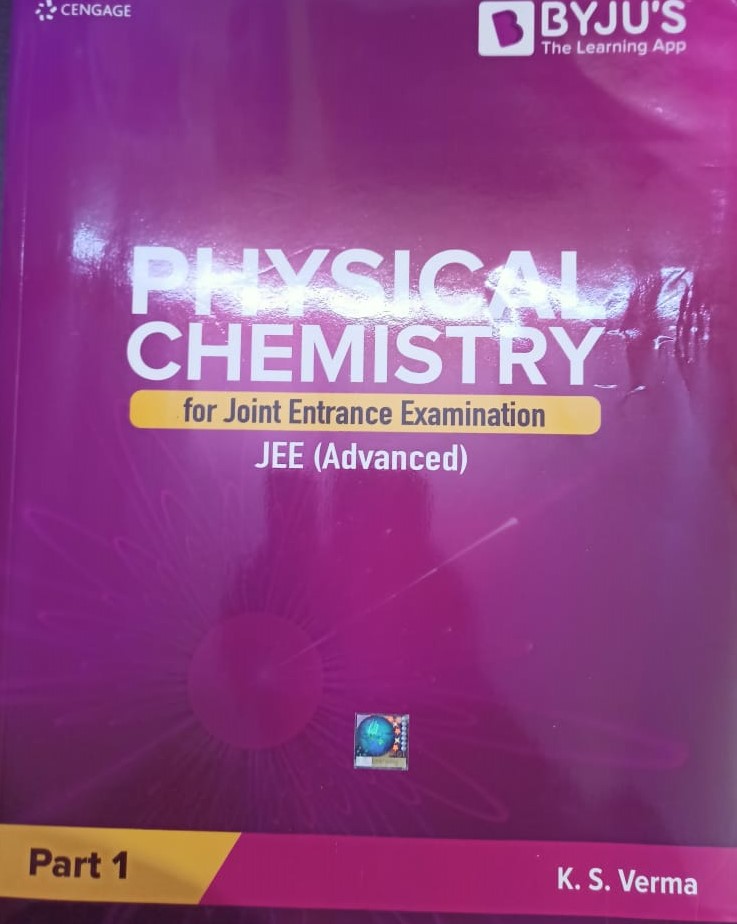 CENGAGE
BYJU'S
The Learning App
PHYSICAL
CHEMISTRY
for Joint Entrance Examination
JEE (Advanced)
Part 1
K. S. Verma